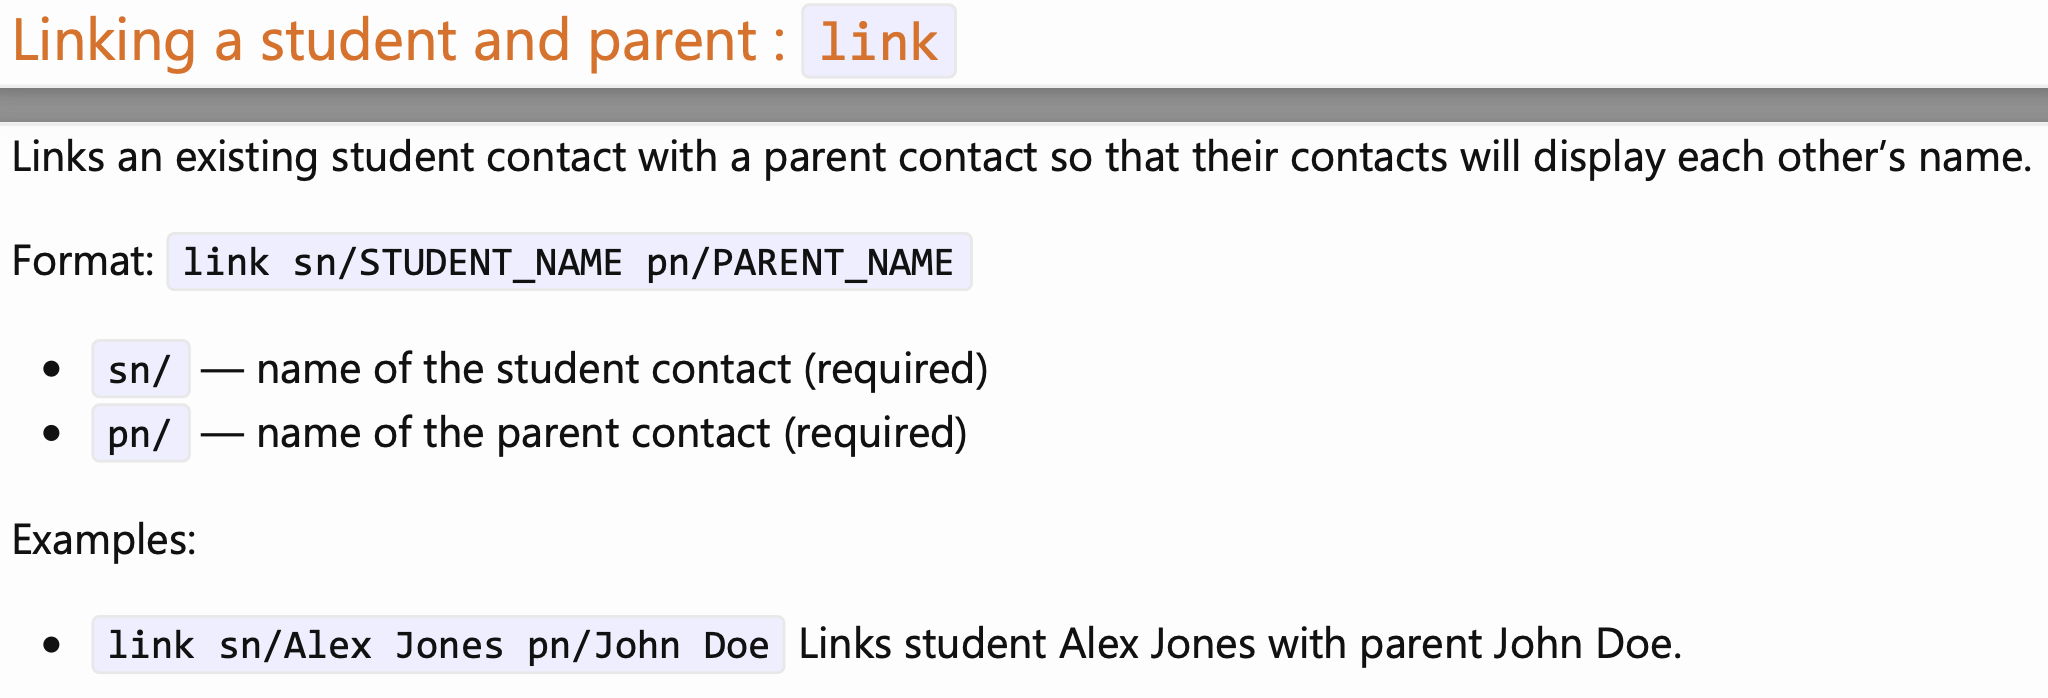 Linking a student and parent : link
Links an existing student contact with a parent contact so that their contacts will display each other’s name.
Format: link sn/STUDENT_NAME pn/PARENT_NAME
• sn/ — name of the student contact (required)
• pn/ — name of the parent contact (required)
Examples:
• link sn/Alex Jones pn/John Doe Links student Alex Jones with parent John Doe.